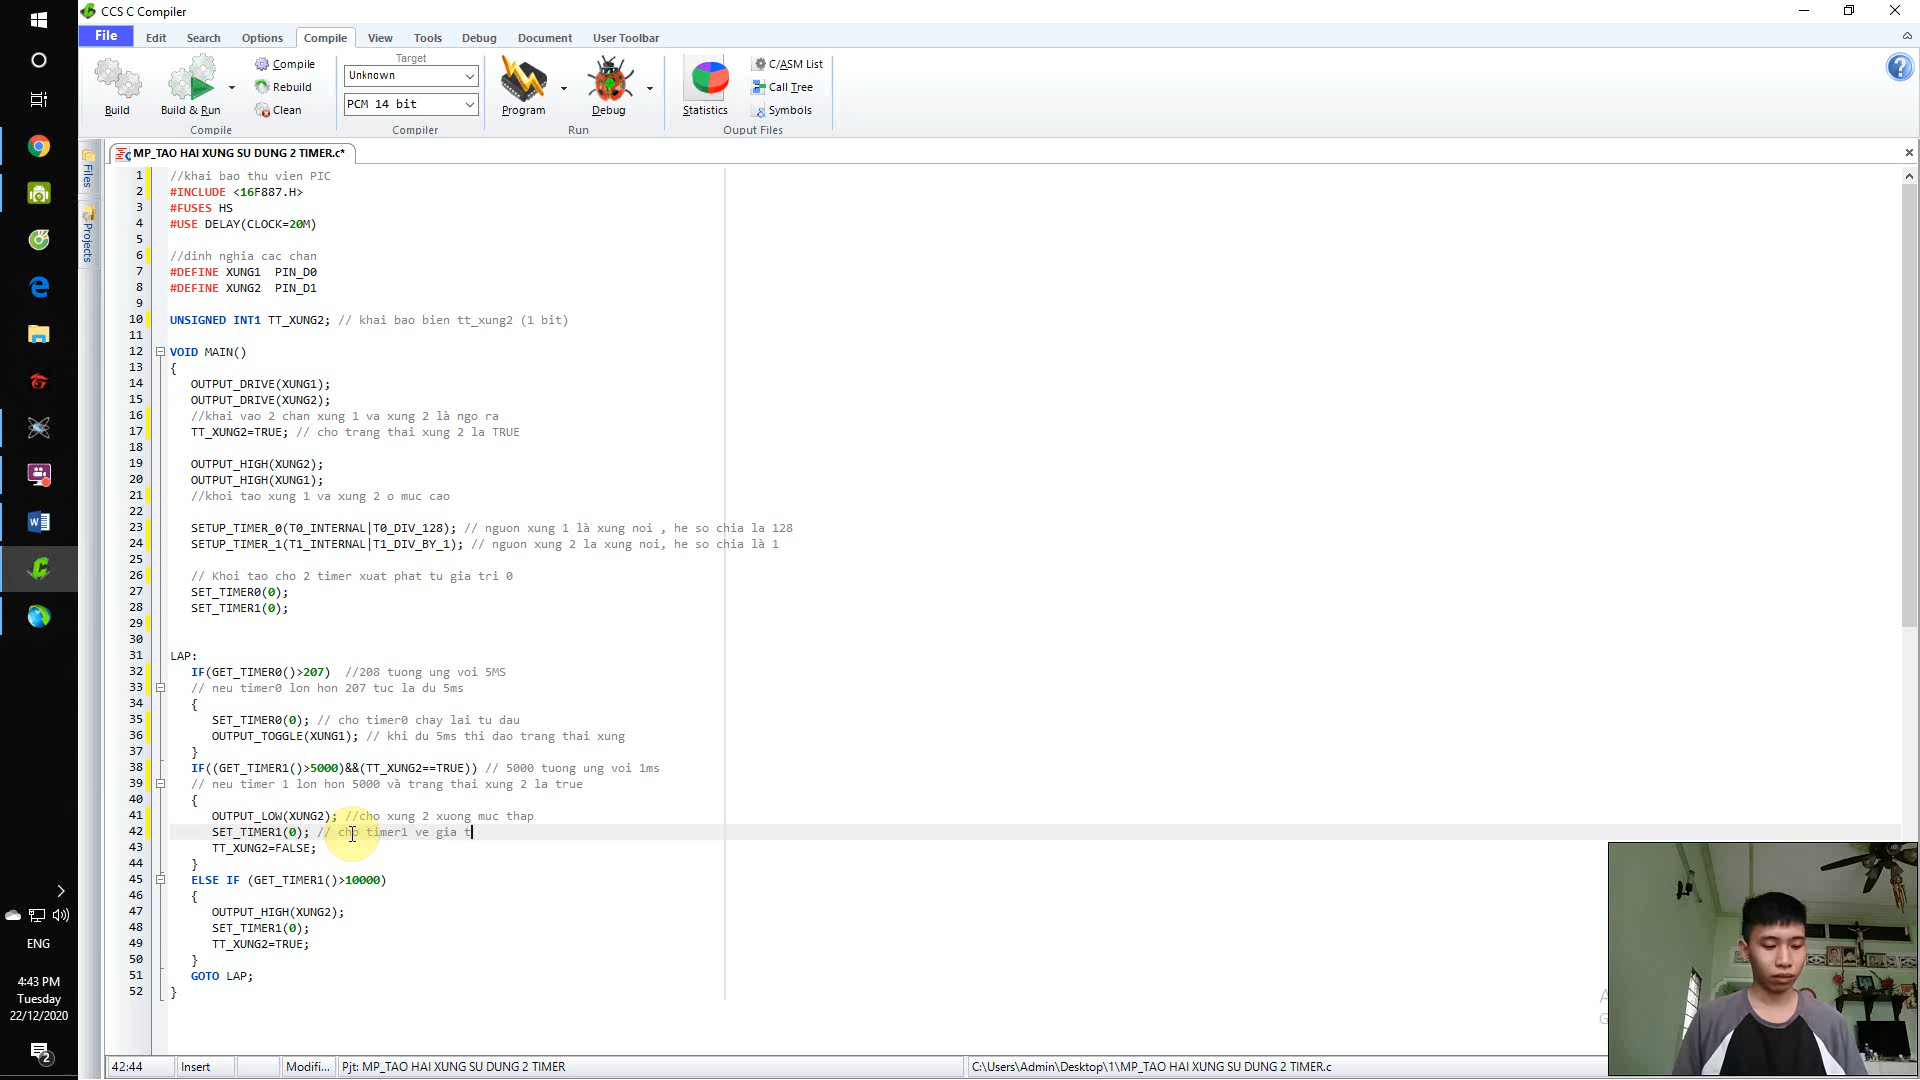 CCS C Compiler
File Edit Search Options Compile View Tools Debug Document User Toolbar
Build
Build & Run
Compile
Rebuild
Clean
Compile
Target
Unknown
PCM 14 bit
Compiler
Program
Debug
Run
Statistics
C/ASM List
Call Tree
Symbols
Ouput Files
Files
Projects
MP_TAO HAI XUNG SU DUNG 2 TIMER.c*
1 //khai bao thu vien PIC
2 #INCLUDE <16F887.H>
3 #FUSES HS
4 #USE DELAY(CLOCK=20M)
5
6 //dinh nghia cac chan
7 #DEFINE XUNG1  PIN_D0
8 #DEFINE XUNG2  PIN_D1
9
10 UNSIGNED INT1 TT_XUNG2; // khai bao bien tt_xung2 (1 bit)
11
12 VOID MAIN()
13 {
14 OUTPUT_DRIVE(XUNG1);
15 OUTPUT_DRIVE(XUNG2);
16 //khai vao 2 chan xung 1 va xung 2 là ngo ra
17 TT_XUNG2=TRUE; // cho trang thai xung 2 la TRUE
18
19 OUTPUT_HIGH(XUNG2);
20 OUTPUT_HIGH(XUNG1);
21 //khoi tao xung 1 va xung 2 o muc cao
22
23 SETUP_TIMER_0(T0_INTERNAL|T0_DIV_128); // nguon xung 1 là xung noi , he so chia la 128
24 SETUP_TIMER_1(T1_INTERNAL|T1_DIV_BY_1); // nguon xung 2 la xung noi, he so chia là 1
25
26 // Khoi tao cho 2 timer xuat phat tu gia tri 0
27 SET_TIMER0(0);
28 SET_TIMER1(0);
29
30
31 LAP:
32 IF(GET_TIMER0()>207)  //208 tuong ung voi 5MS
33 // neu timer0 lon hon 207 tuc la du 5ms
34 {
35 SET_TIMER0(0); // cho timer0 chay lai tu dau
36 OUTPUT_TOGGLE(XUNG1); // khi du 5ms thi dao trang thai xung
37 }
38 IF((GET_TIMER1()>5000)&&(TT_XUNG2==TRUE)) // 5000 tuong ung voi 1ms
39 // neu timer 1 lon hon 5000 và trang thai xung 2 la true
40 {
41 OUTPUT_LOW(XUNG2); //cho xung 2 xuong muc thap
42 SET_TIMER1(0); // cho timer1 ve gia t
43 TT_XUNG2=FALSE;
44 }
45 ELSE IF (GET_TIMER1()>10000)
46 {
47 OUTPUT_HIGH(XUNG2);
48 SET_TIMER1(0);
49 TT_XUNG2=TRUE;
50 }
51 GOTO LAP;
52 }
ENG
4:43 PM
Tuesday
22/12/2020
2
42:44 Insert Modifi... Pjt: MP_TAO HAI XUNG SU DUNG 2 TIMER C:\Users\Admin\Desktop\1\MP_TAO HAI XUNG SU DUNG 2 TIMER.c